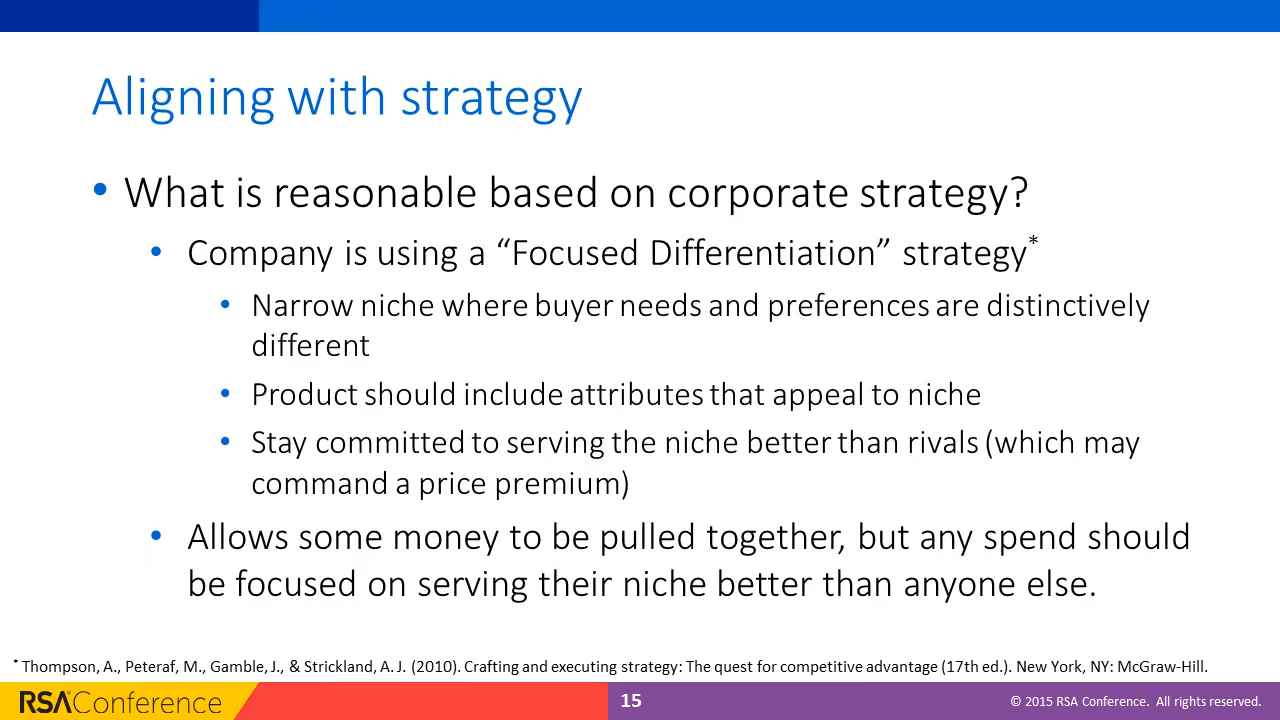 Aligning with strategy
• What is reasonable based on corporate strategy?
• Company is using a “Focused Differentiation” strategy*
• Narrow niche where buyer needs and preferences are distinctively
different
• Product should include attributes that appeal to niche
• Stay committed to serving the niche better than rivals (which may
command a price premium)
• Allows some money to be pulled together, but any spend should
be focused on serving their niche better than anyone else.
* Thompson, A., Peteraf, M., Gamble, J., & Strickland, A. J. (2010). Crafting and executing strategy: The quest for competitive advantage (17th ed.). New York, NY: McGraw-Hill.
RSA®Conference
15
© 2015 RSA Conference. All rights reserved.